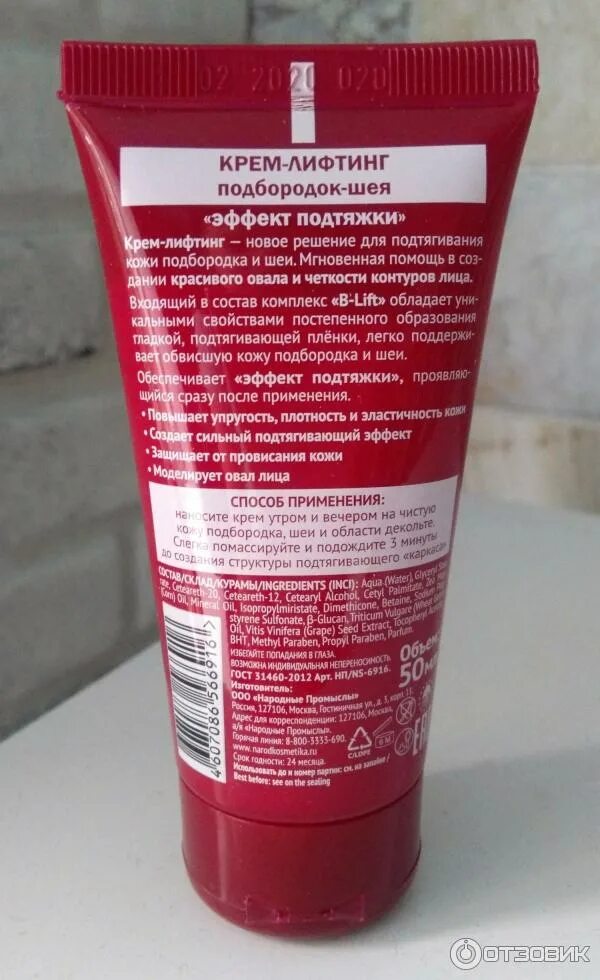 02 2020 020
КРЕМ-ЛИФТИНГ
ПОДБОРОДОК-ШЕЯ
«ЭФФЕКТ ПОДТЯЖКИ»
Крем-лифтинг — новое решение для подтягивания
кожи подбородка и шеи. Мгновенная помощь в соз-
дании красивого овала и четкости контуров лица.
Входящий в состав комплекс «B-Lift» обладает уни-
кальными свойствами постепенного образования
гладкой, подтягивающей плёнки, легко поддержи-
вает обвисшую кожу подбородка и шеи.
Обеспечивает «эффект подтяжки», проявляю-
щийся сразу после применения.
• Повышает упругость, плотность и эластичность кожи
• Создает сильный подтягивающий эффект
• Защищает от провисания кожи
• Моделирует овал лица
СПОСОБ ПРИМЕНЕНИЯ:
наносите крем утром и вечером на чистую
кожу подбородка, шеи и области декольте.
Слегка помассируйте и подождите 3 минуты
до создания структуры подтягивающего «каркаса»
СОСТАВ/СКЛАД/КУРАМЫ/INGREDIENTS (INCI): Aqua (Water), Glyceryl
Ceteareth-20, Ceteareth-12, Cetearyl Alcohol, Cetyl Palmitate, Zea
Oil, Mineral Oil, Isopropylmiristate, Dimethicone, Betaine, Sodium
styrene Sulfonate, β-Glucan, Triticum Vulgare (Wheat
Oil, Vitis Vinifera (Grape) Seed Extract, Tocopheryl
BHT, Methyl Paraben, Propyl Paraben, Parfum.
ИЗБЕГАЙТЕ ПОПАДАНИЯ В ГЛАЗА.
ВОЗМОЖНА ИНДИВИДУАЛЬНАЯ НЕПЕРЕНОСИМОСТЬ
ГОСТ 31460-2012 Арт. НП/NS-6916.
Изготовитель:
ООО «Народные Промыслы»
Россия, 127106, Москва, Гостиничная ул., д. 3, корп.
Адрес для корреспонденции: 127106, Москва,
а/я «Народные Промыслы»
Горячая линия: 8-800-3333-690.
www.narodkosmetika.ru
Срок годности: 24 месяца.
Использовать до и номер партии: см. на запайке /
Best before: see on the sealing
Объем
50 мл
C/LDPE
6 M
EAC
4607086566916
ОТЗОВИК